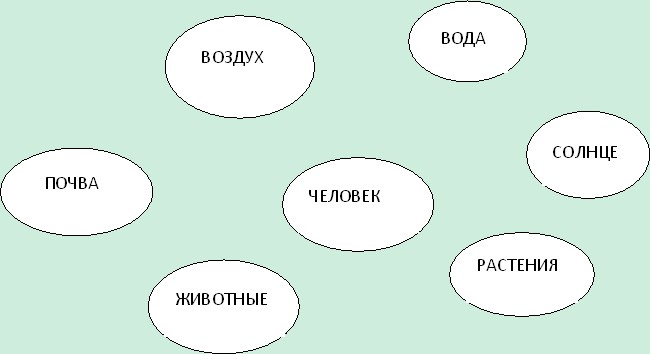 ВОДА
ВОЗДУХ
СОЛНЦЕ
ПОЧВА
ЧЕЛОВЕК
РАСТЕНИЯ
ЖИВОТНЫЕ